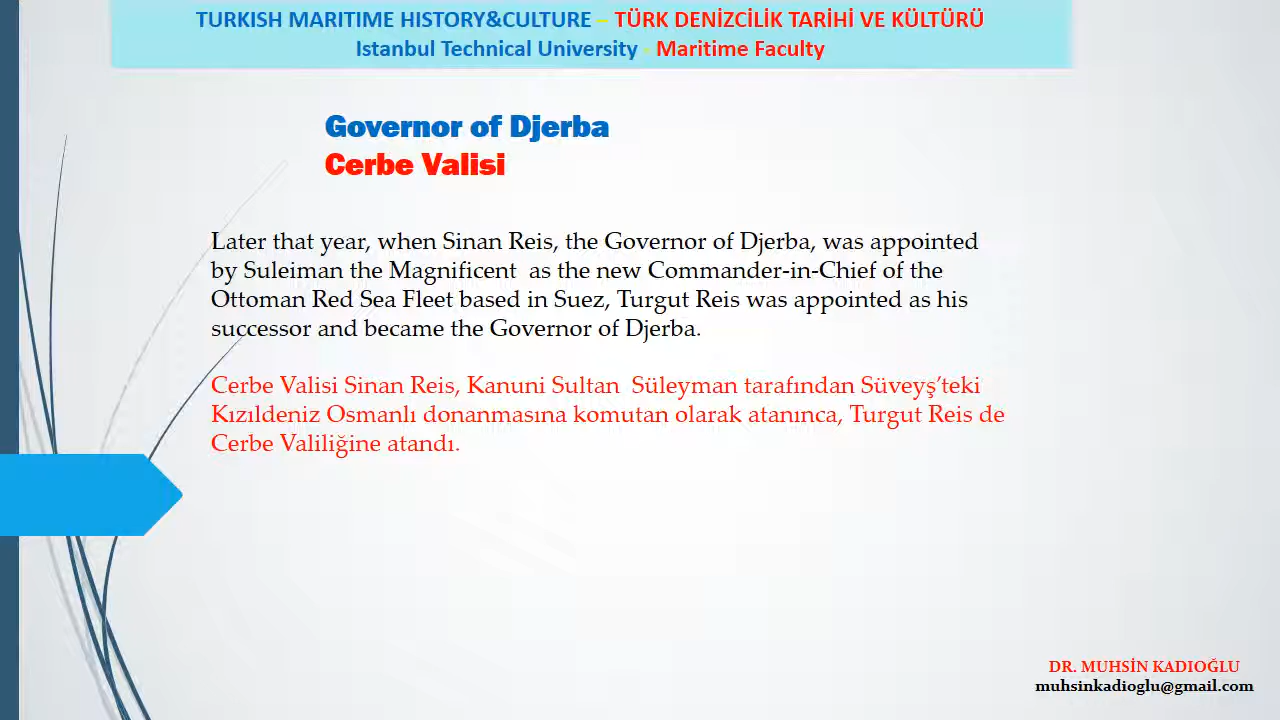 TURKISH MARITIME HISTORY&CULTURE – TÜRK DENİZCİLİK TARİHİ VE KÜLTÜRÜ
Istanbul Technical University - Maritime Faculty
Governor of Djerba
Cerbe Valisi
Later that year, when Sinan Reis, the Governor of Djerba, was appointed
by Suleiman the Magnificent  as the new Commander-in-Chief of the
Ottoman Red Sea Fleet based in Suez, Turgut Reis was appointed as his
successor and became the Governor of Djerba.
Cerbe Valisi Sinan Reis, Kanuni Sultan  Süleyman tarafından Süveyş’teki
Kızıldeniz Osmanlı donanmasına komutan olarak atanınca, Turgut Reis de
Cerbe Valiliğine atandı.
DR. MUHSİN KADIOĞLU
muhsinkadioglu@gmail.com